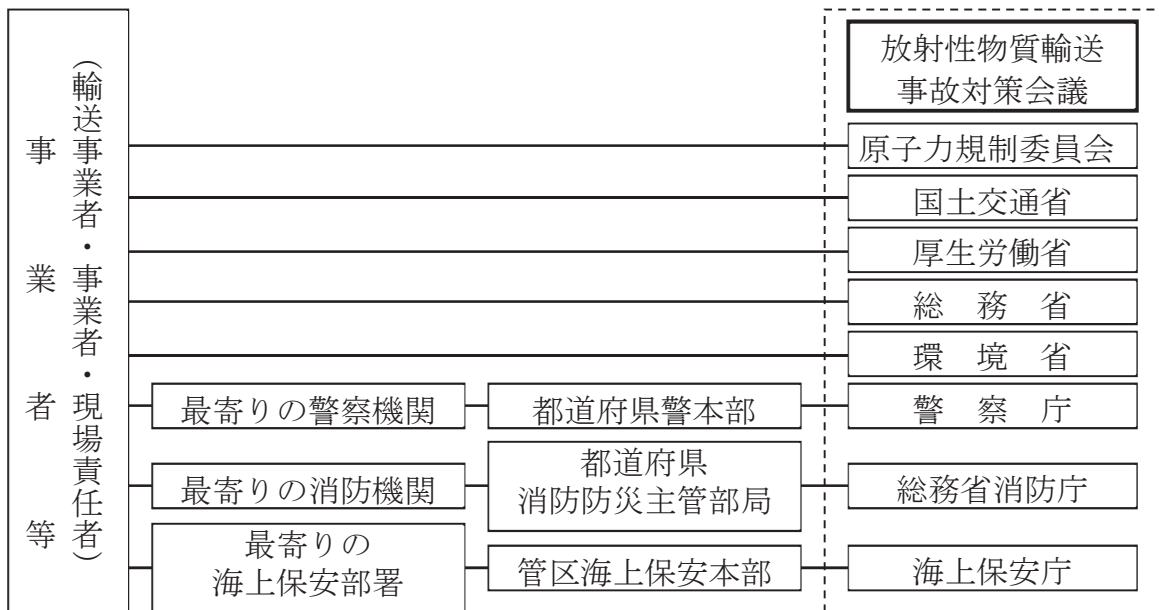 事業者等
(輸送事業者・事業者・現場責任者)
放射性物質輸送
事故対策会議
原子力規制委員会
国土交通省
厚生労働省
総務省
環境省
最寄りの警察機関
都道府県警本部
警察庁
最寄りの消防機関
都道府県
消防防災主管部局
総務省消防庁
最寄りの
海上保安部署
管区海上保安本部
海上保安庁